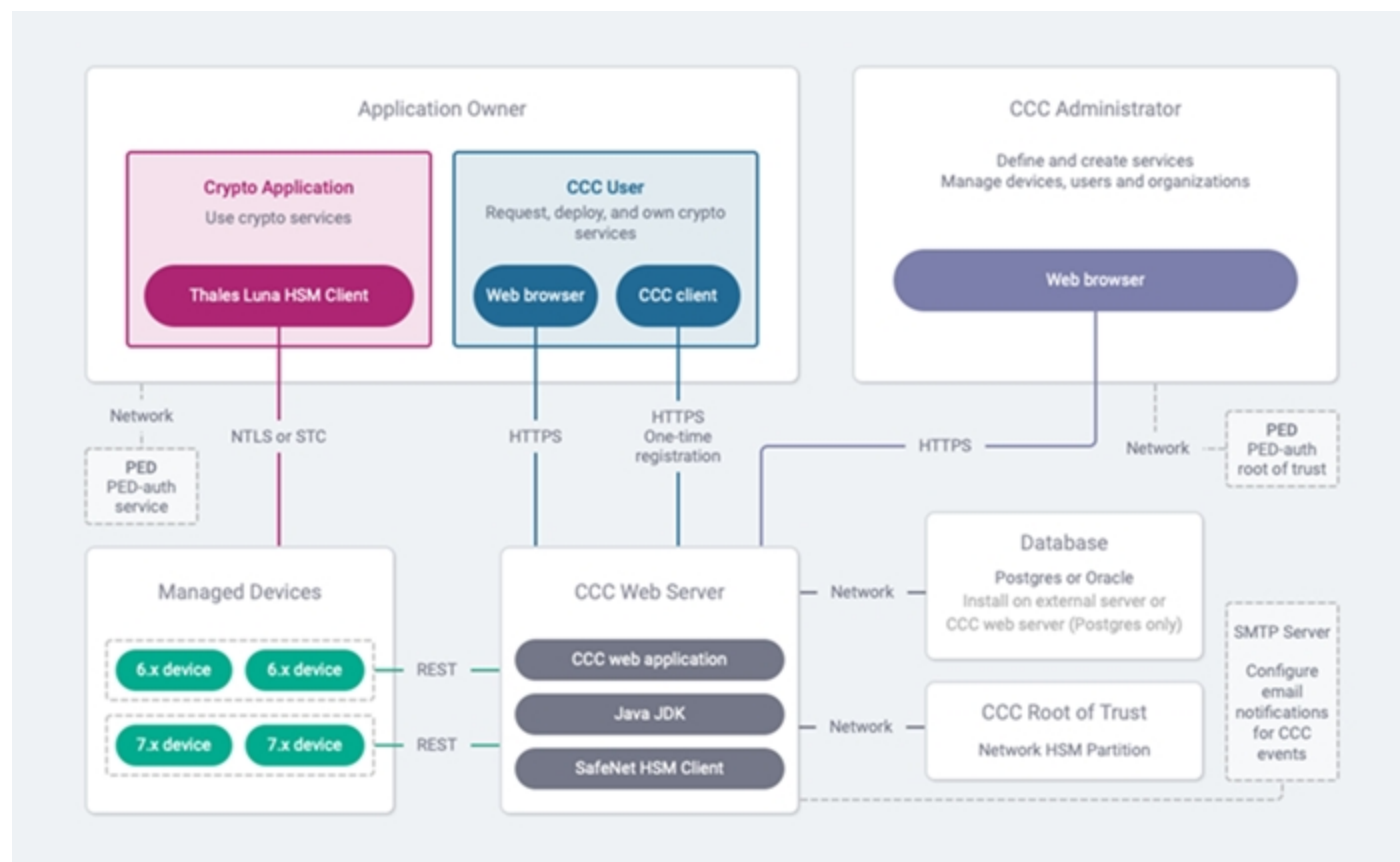 Application Owner
Crypto Application
Use crypto services
Thales Luna HSM Client
CCC User
Request, deploy, and own crypto
services
Web browser
CCC client
CCC Administrator
Define and create services
Manage devices, users and organizations
Web browser
Network
PED
PED-auth
service
NTLS or STC
HTTPS
HTTPS
One-time
registration
HTTPS
Network
PED
PED-auth
root of trust
Managed Devices
6.x device
6.x device
7.x device
7.x device
REST
REST
CCC Web Server
CCC web application
Java JDK
SafeNet HSM Client
Network
Network
Database
Postgres or Oracle
Install on external server or
CCC web server (Postgres only)
CCC Root of Trust
Network HSM Partition
SMTP Server
Configure
email
notifications
for CCC
events